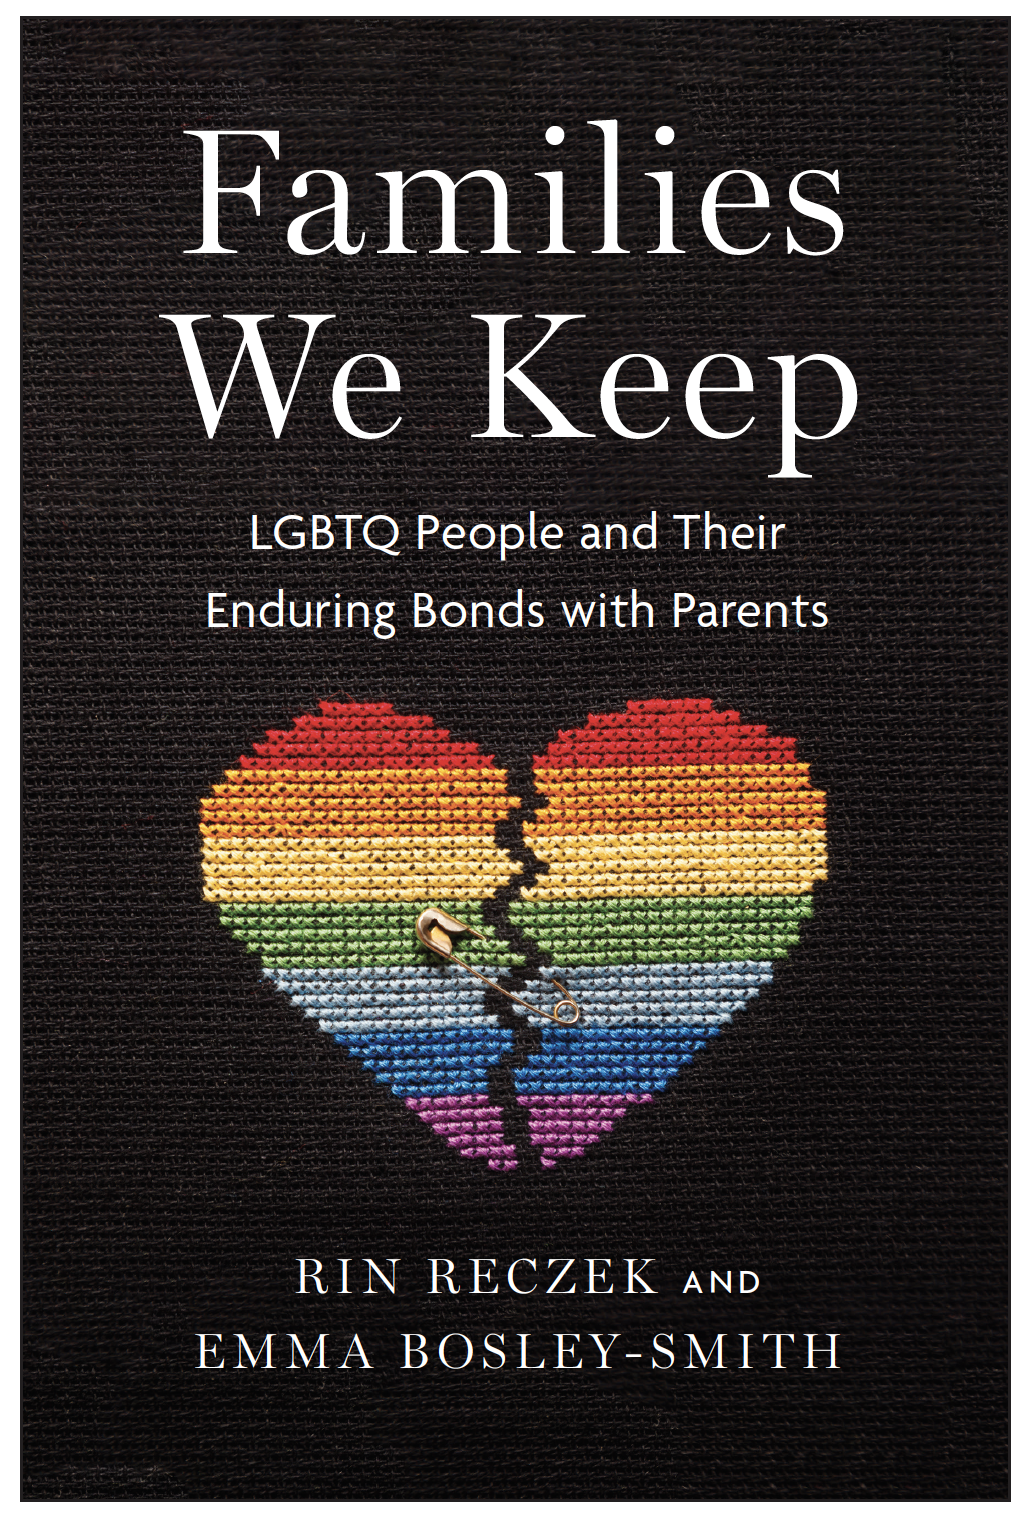 Families
We Keep
LGBTQ People and Their
Enduring Bonds with Parents
RIN RECZEK AND
EMMA BOSLEY-SMITH